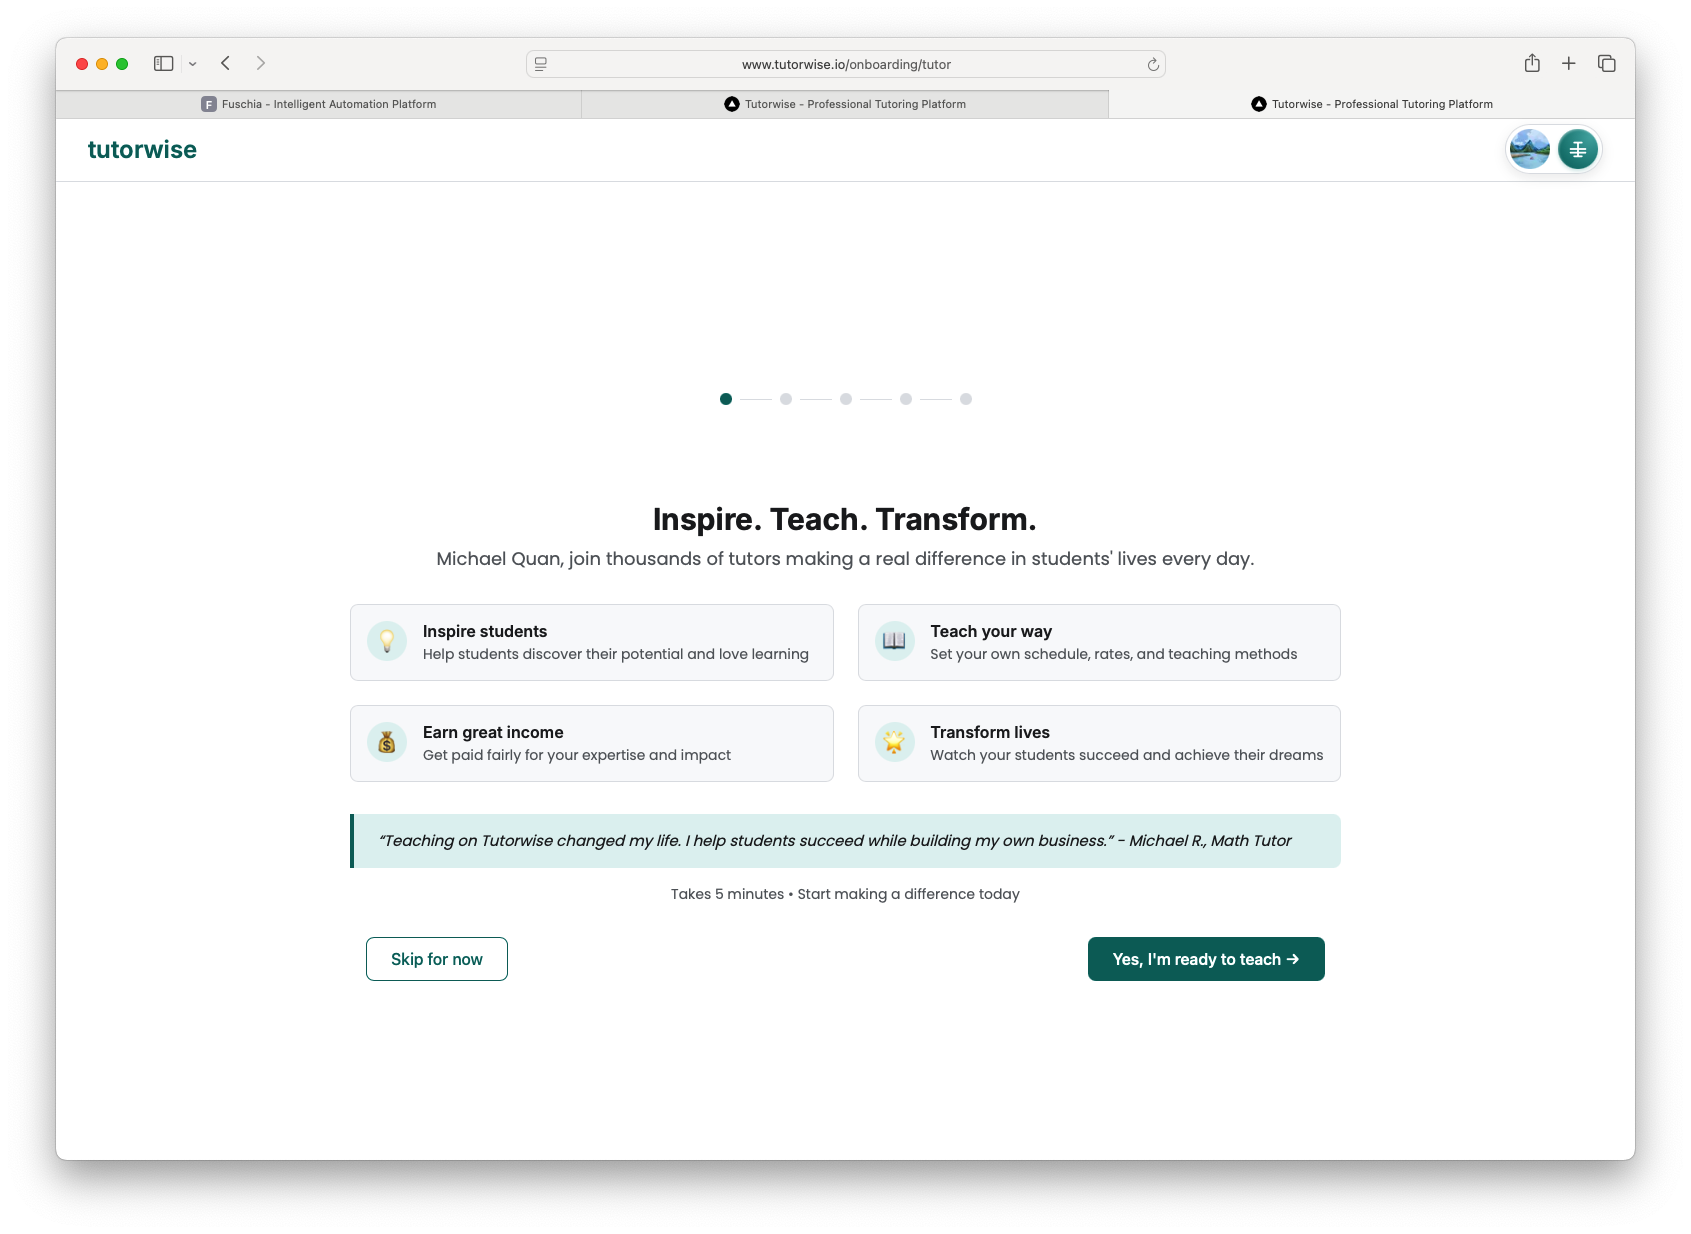 www.tutorwise.io/onboarding/tutor
F Fuschia - Intelligent Automation Platform
Tutorwise - Professional Tutoring Platform
Tutorwise - Professional Tutoring Platform
tutorwise
Inspire. Teach. Transform.
Michael Quan, join thousands of tutors making a real difference in students' lives every day.
Inspire students
Help students discover their potential and love learning
Teach your way
Set your own schedule, rates, and teaching methods
Earn great income
Get paid fairly for your expertise and impact
Transform lives
Watch your students succeed and achieve their dreams
“Teaching on Tutorwise changed my life. I help students succeed while building my own business.” - Michael R., Math Tutor
Takes 5 minutes • Start making a difference today
Skip for now
Yes, I'm ready to teach →